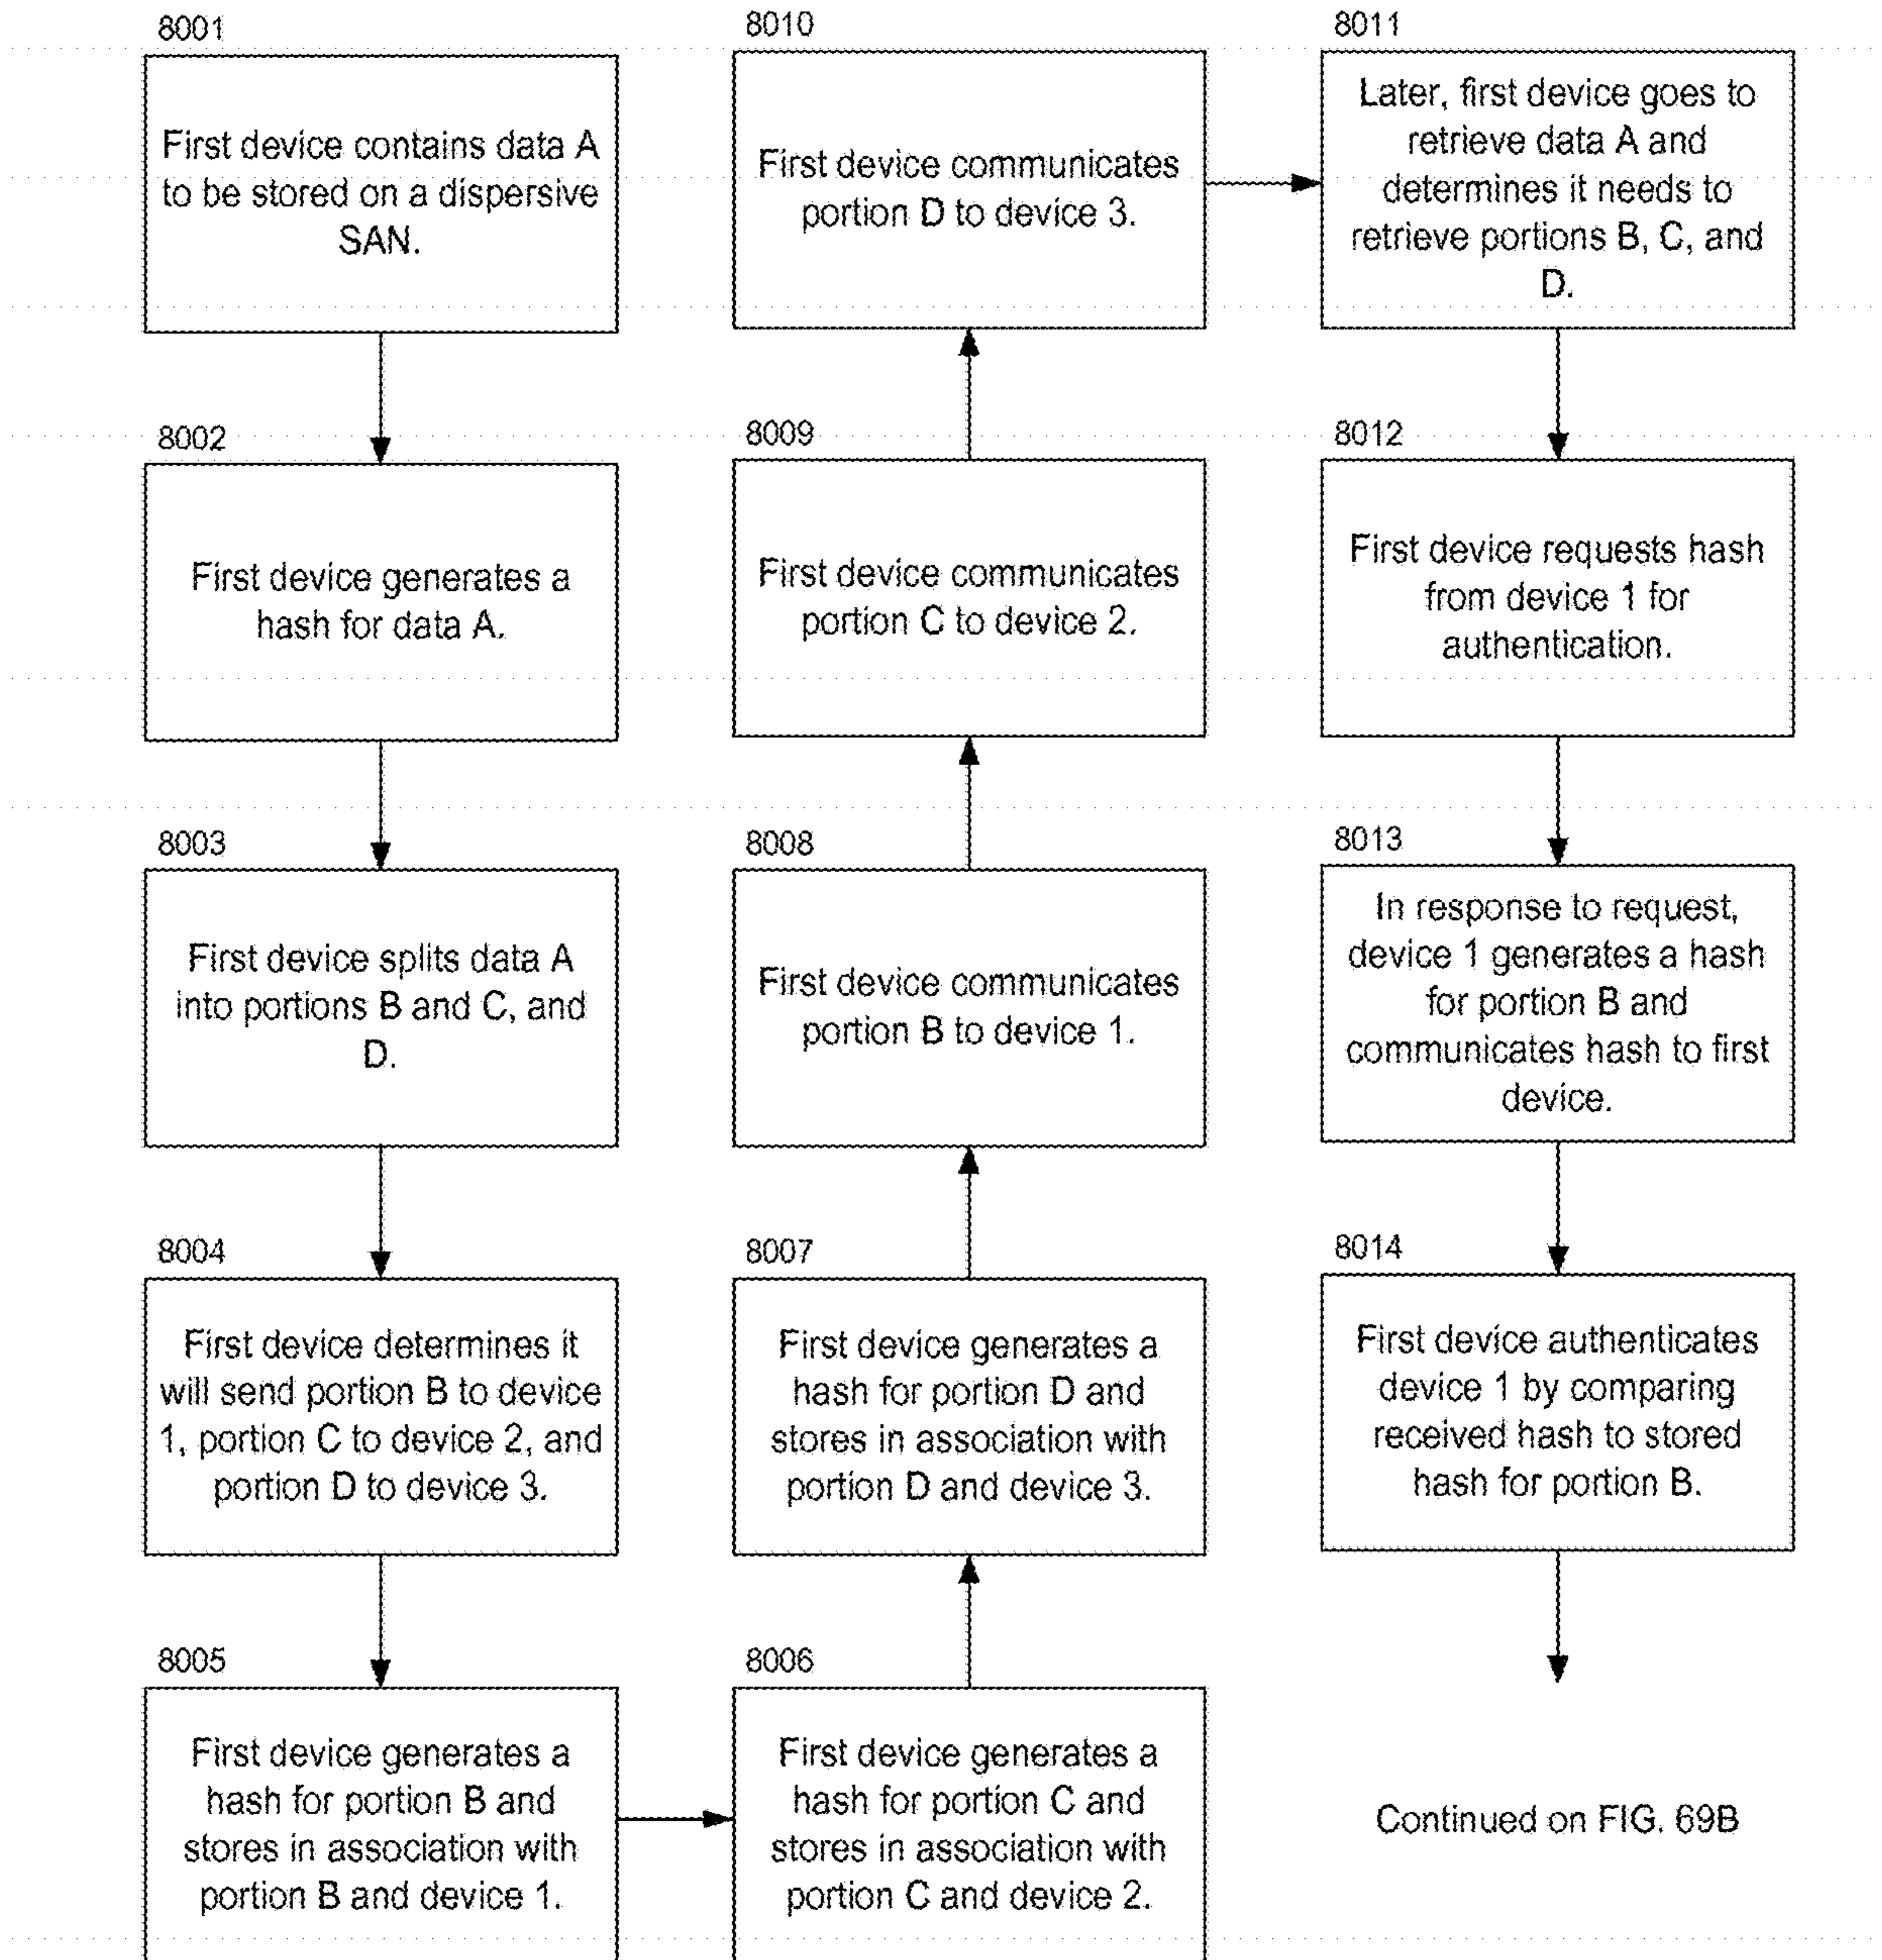 8001
First device contains data A
to be stored on a dispersive
SAN.
8002
First device generates a
hash for data A.
8003
First device splits data A
into portions B and C, and
D.
8004
First device determines it
will send portion B to device
1, portion C to device 2, and
portion D to device 3.
8005
First device generates a
hash for portion B and
stores in association with
portion B and device 1.
8006
First device generates a
hash for portion C and
stores in association with
portion C and device 2.
8007
First device generates a
hash for portion D and
stores in association with
portion D and device 3.
8008
First device communicates
portion B to device 1.
8009
First device communicates
portion C to device 2.
8010
First device communicates
portion D to device 3.
8011
Later, first device goes to
retrieve data A and
determines it needs to
retrieve portions B, C, and
D.
8012
First device requests hash
from device 1 for
authentication.
8013
In response to request,
device 1 generates a hash
for portion B and
communicates hash to first
device.
8014
First device authenticates
device 1 by comparing
received hash to stored
hash for portion B.
Continued on FIG. 69B